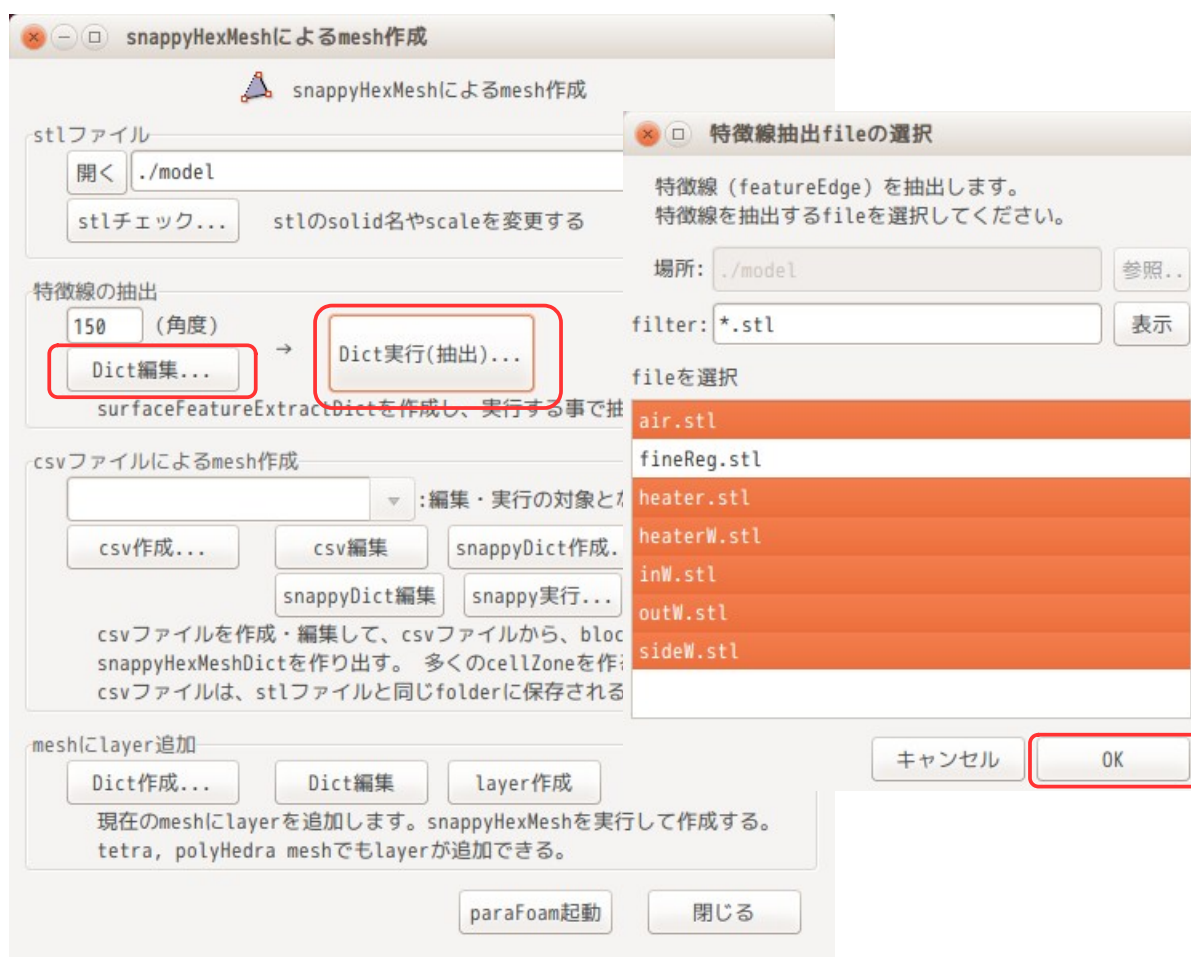 snappyHexMeshによるmesh作成
snappyHexMeshによるmesh作成
stlファイル
開く ./model
stlチェック... stlのsolid名やscaleを変更する
特徴線の抽出
150 (角度)
→ Dict実行(抽出)...
Dict編集...
surfaceFeatureExtractDictを作成し、実行する事で抽
csvファイルによるmesh作成
:編集・実行の対象とな
csv作成... csv編集 snappyDict作成.
snappyDict編集 snappy実行...
csvファイルを作成・編集して、csvファイルから、bloc
snappyHexMeshDictを作り出す。 多くのcellZoneを作
csvファイルは、stlファイルと同じfolderに保存される
meshにlayer追加
Dict作成... Dict編集 layer作成
現在のmeshにlayerを追加します。snappyHexMeshを実行して作成する。
tetra, polyHedra meshでもlayerが追加できる。
paraFoam起動 閉じる
特徴線抽出fileの選択
特徴線（featureEdge）を抽出します。
特徴線を抽出するfileを選択してください。
場所: ./model 参照..
filter: *.stl 表示
fileを選択
air.stl
fineReg.stl
heater.stl
heaterW.stl
inW.stl
outW.stl
sideW.stl
キャンセル OK